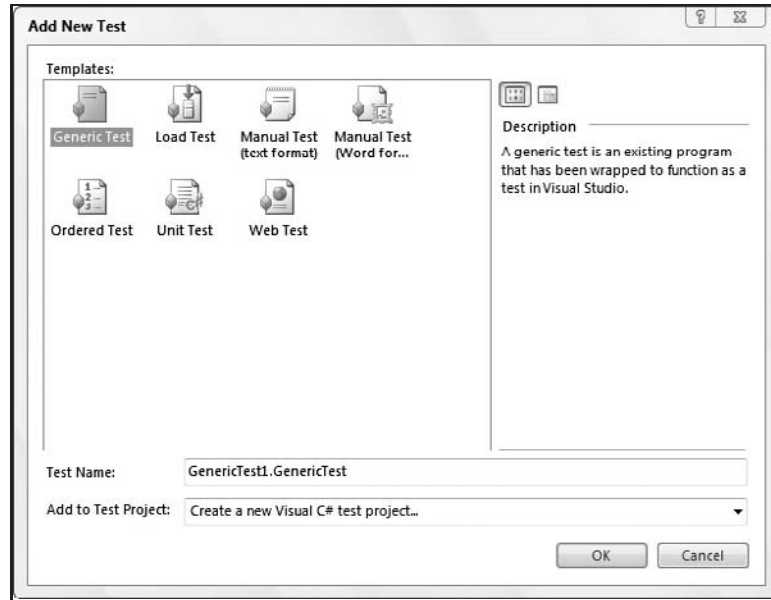 Add New Test
Templates:
Generic Test
Load Test
Manual Test
(text format)
Manual Test
(Word for...
Ordered Test
Unit Test
Web Test
Description
A generic test is an existing program
that has been wrapped to function as a
test in Visual Studio.
Test Name:
GenericTest1.GenericTest
Add to Test Project:
Create a new Visual C# test project...
OK
Cancel